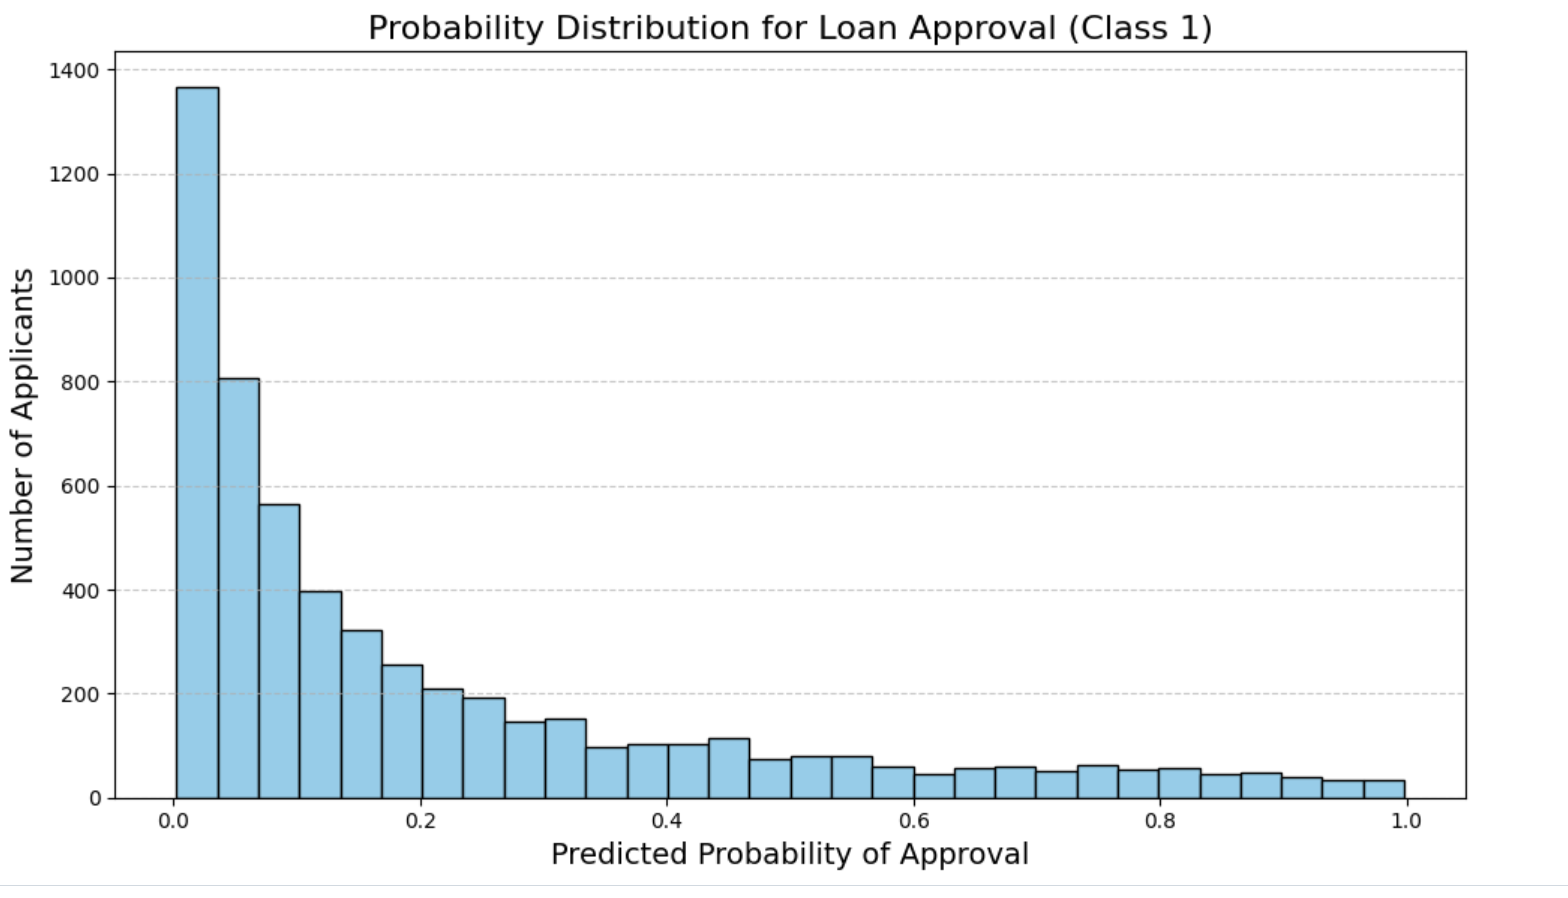 Probability Distribution for Loan Approval (Class 1)
Number of Applicants
1400
1200
1000
800
600
400
200
0
0.0 0.2 0.4 0.6 0.8 1.0
Predicted Probability of Approval